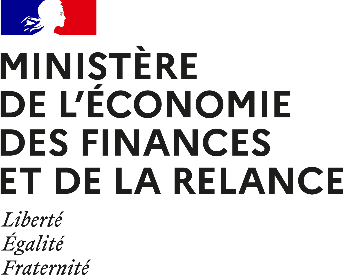 MINISTÈRE
DE L'ÉCONOMIE
DES FINANCES
ET DE LA RELANCE
Liberté
Égalité
Fraternité